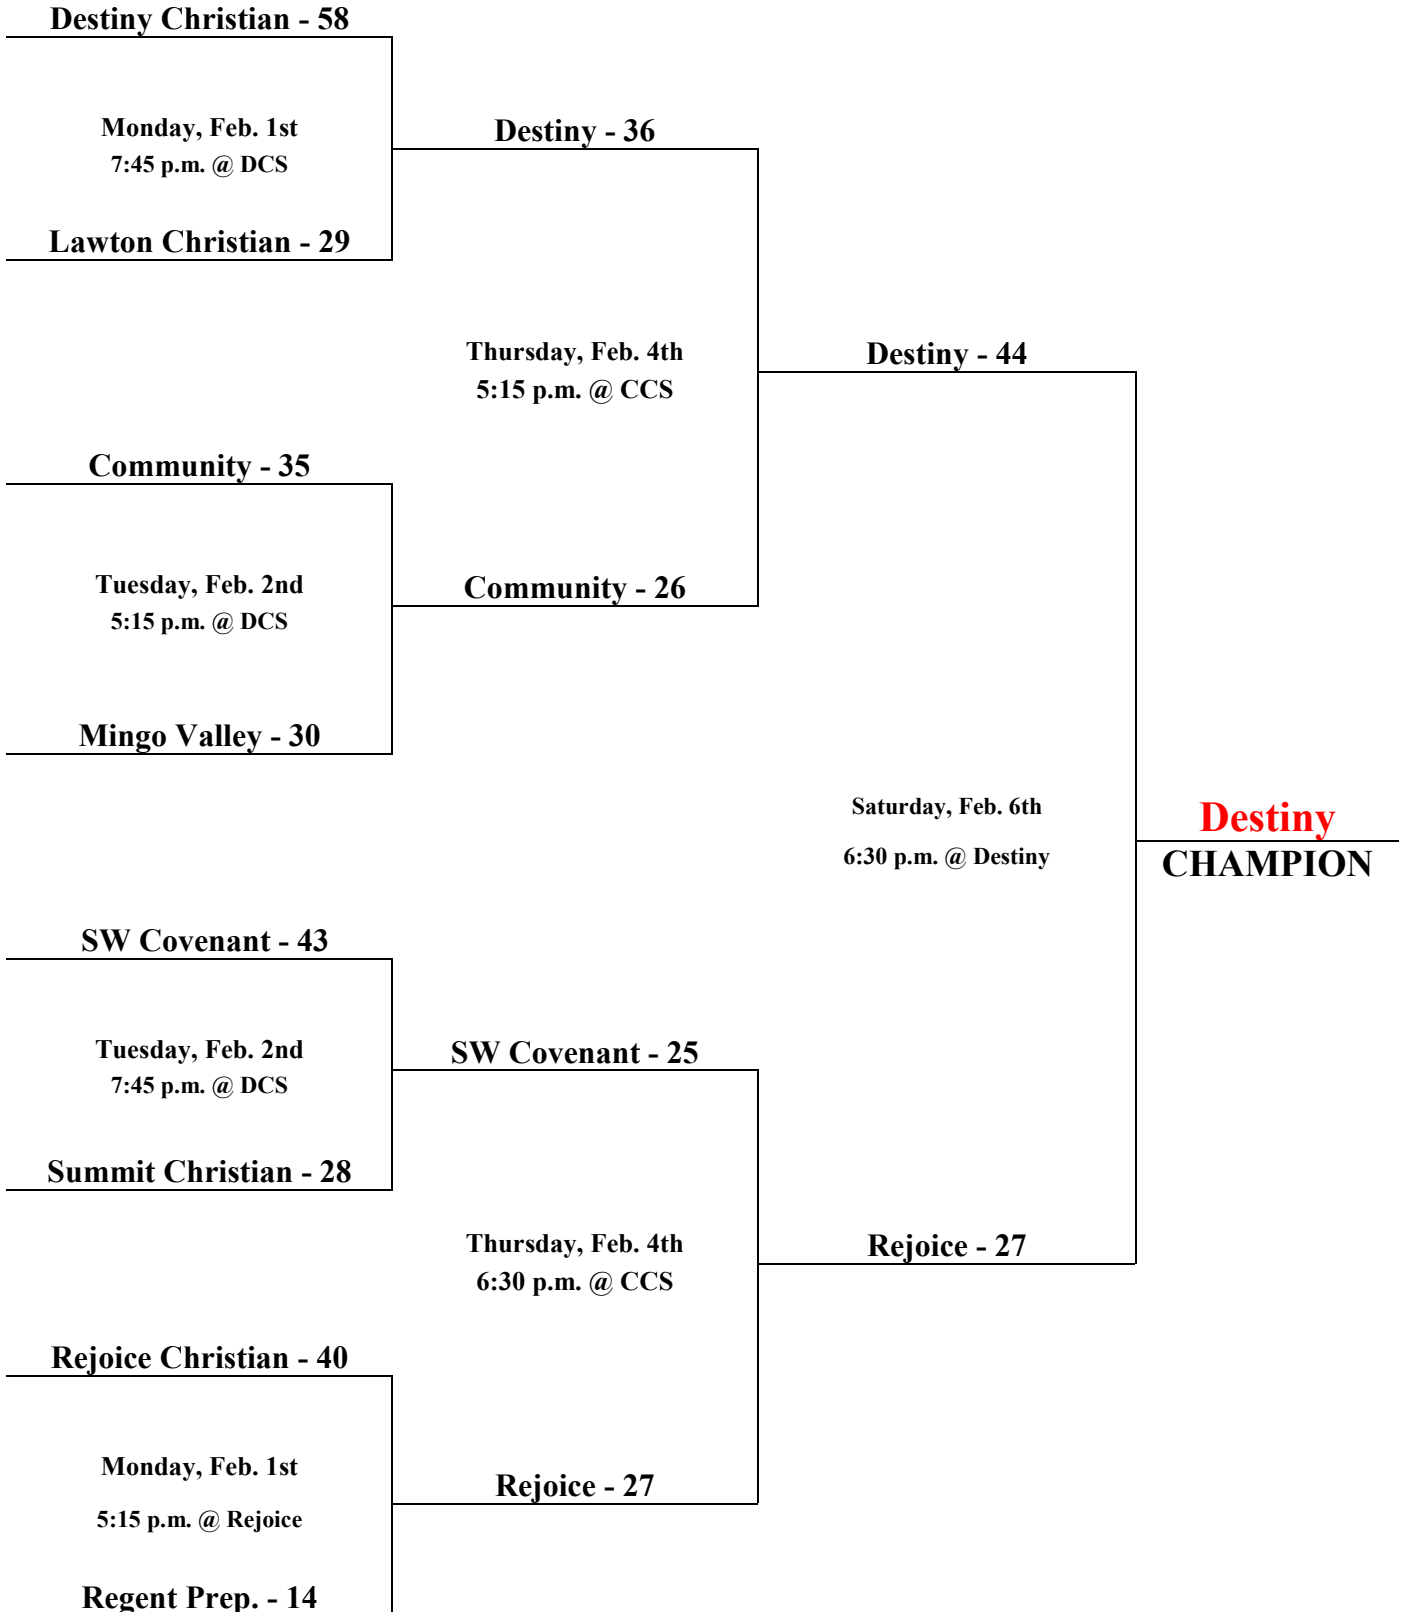 Destiny Christian - 58
Monday, Feb. 1st
7:45 p.m. @ DCS
Lawton Christian - 29
Destiny - 36
Thursday, Feb. 4th
5:15 p.m. @ CCS
Destiny - 44
Community - 35
Tuesday, Feb. 2nd
5:15 p.m. @ DCS
Mingo Valley - 30
Community - 26
Saturday, Feb. 6th
6:30 p.m. @ Destiny
Destiny
CHAMPION
SW Covenant - 43
Tuesday, Feb. 2nd
7:45 p.m. @ DCS
Summit Christian - 28
SW Covenant - 25
Thursday, Feb. 4th
6:30 p.m. @ CCS
Rejoice - 27
Rejoice Christian - 40
Monday, Feb. 1st
5:15 p.m. @ Rejoice
Regent Prep. - 14
Rejoice - 27